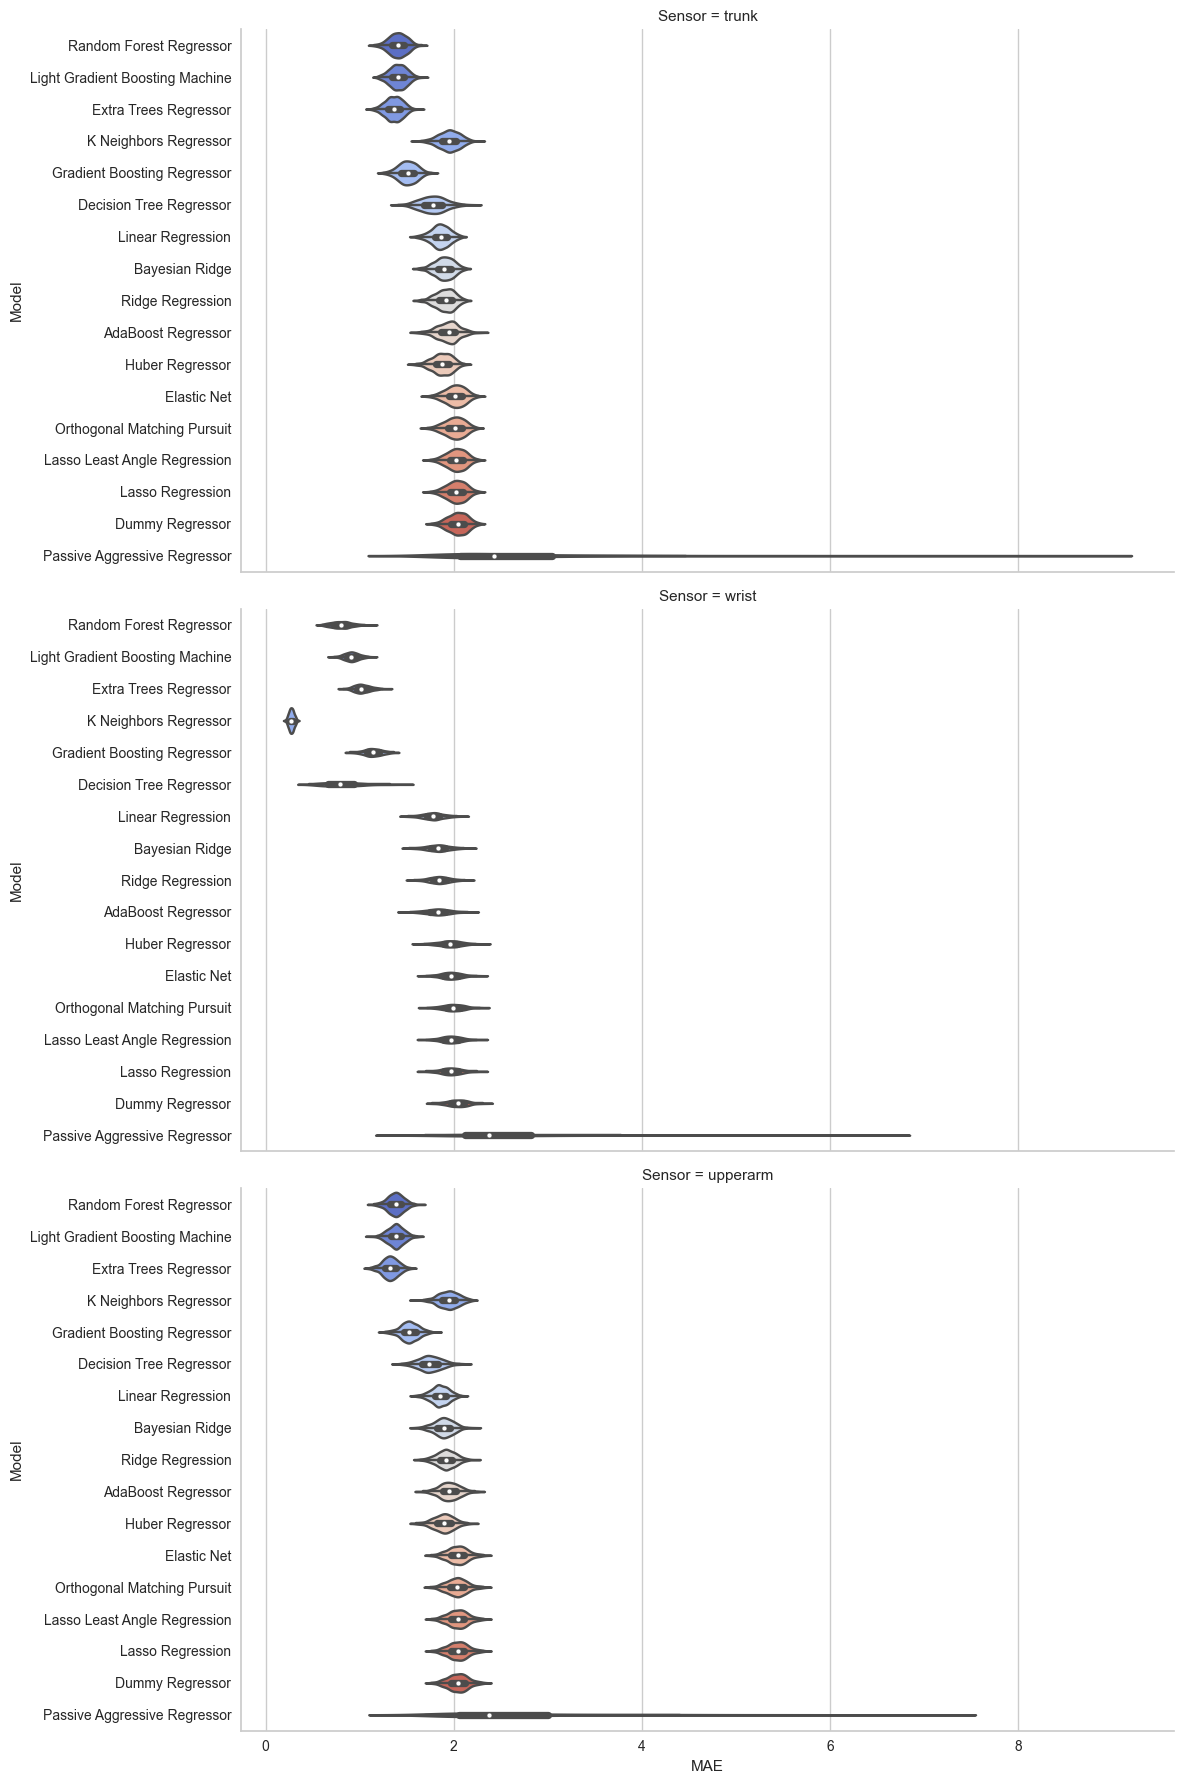 Sensor = trunk
Random Forest Regressor
Light Gradient Boosting Machine
Extra Trees Regressor
K Neighbors Regressor
Gradient Boosting Regressor
Decision Tree Regressor
Linear Regression
Bayesian Ridge
Ridge Regression
AdaBoost Regressor
Huber Regressor
Elastic Net
Orthogonal Matching Pursuit
Lasso Least Angle Regression
Lasso Regression
Dummy Regressor
Passive Aggressive Regressor
Model
Sensor = wrist
Random Forest Regressor
Light Gradient Boosting Machine
Extra Trees Regressor
K Neighbors Regressor
Gradient Boosting Regressor
Decision Tree Regressor
Linear Regression
Bayesian Ridge
Ridge Regression
AdaBoost Regressor
Huber Regressor
Elastic Net
Orthogonal Matching Pursuit
Lasso Least Angle Regression
Lasso Regression
Dummy Regressor
Passive Aggressive Regressor
Model
Sensor = upperarm
Random Forest Regressor
Light Gradient Boosting Machine
Extra Trees Regressor
K Neighbors Regressor
Gradient Boosting Regressor
Decision Tree Regressor
Linear Regression
Bayesian Ridge
Ridge Regression
AdaBoost Regressor
Huber Regressor
Elastic Net
Orthogonal Matching Pursuit
Lasso Least Angle Regression
Lasso Regression
Dummy Regressor
Passive Aggressive Regressor
Model
0 2 4 6 8
MAE